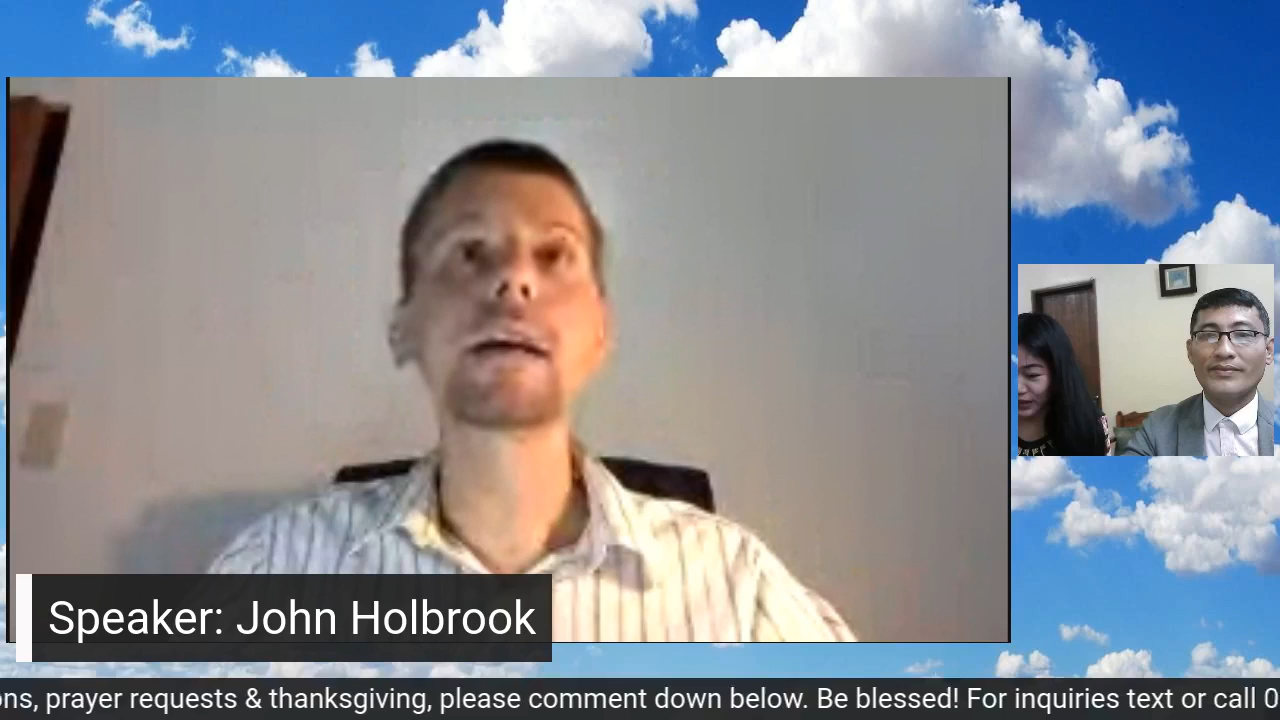 Speaker: John Holbrook
ons, prayer requests & thanksgiving, please comment down below. Be blessed! For inquiries text or call 0